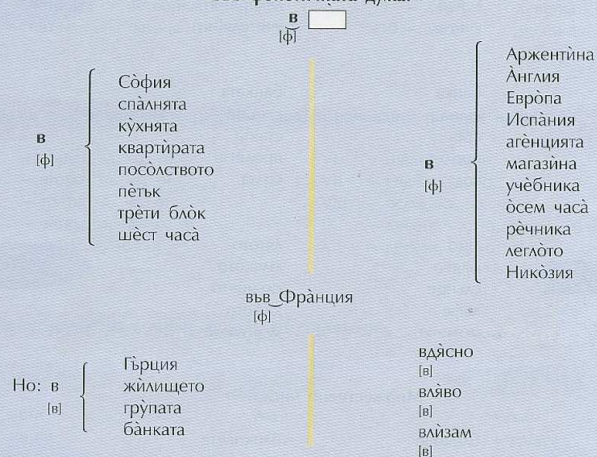 в
[ф]
в
[ф]
Со̀фия
спа̀лнята
ку̀хнята
квартѝрата
посо̀лството
пѐтък
трѐти бло̀к
шѐст часа̀
в
[ф]
Аржентѝна
А̀нглия
Евро̀па
Испа̀ния
агѐнцията
магазѝна
учѐбника
о̀сем часа̀
рѐчника
легло̀то
Нико̀зия
във Фра̀нция
[ф]
Но: в
[в]
Гъ̀рция
жѝлището
гру̀пата
ба̀нката
вдя̀сно
[в]
вля̀во
[в]
влѝзам
[в]